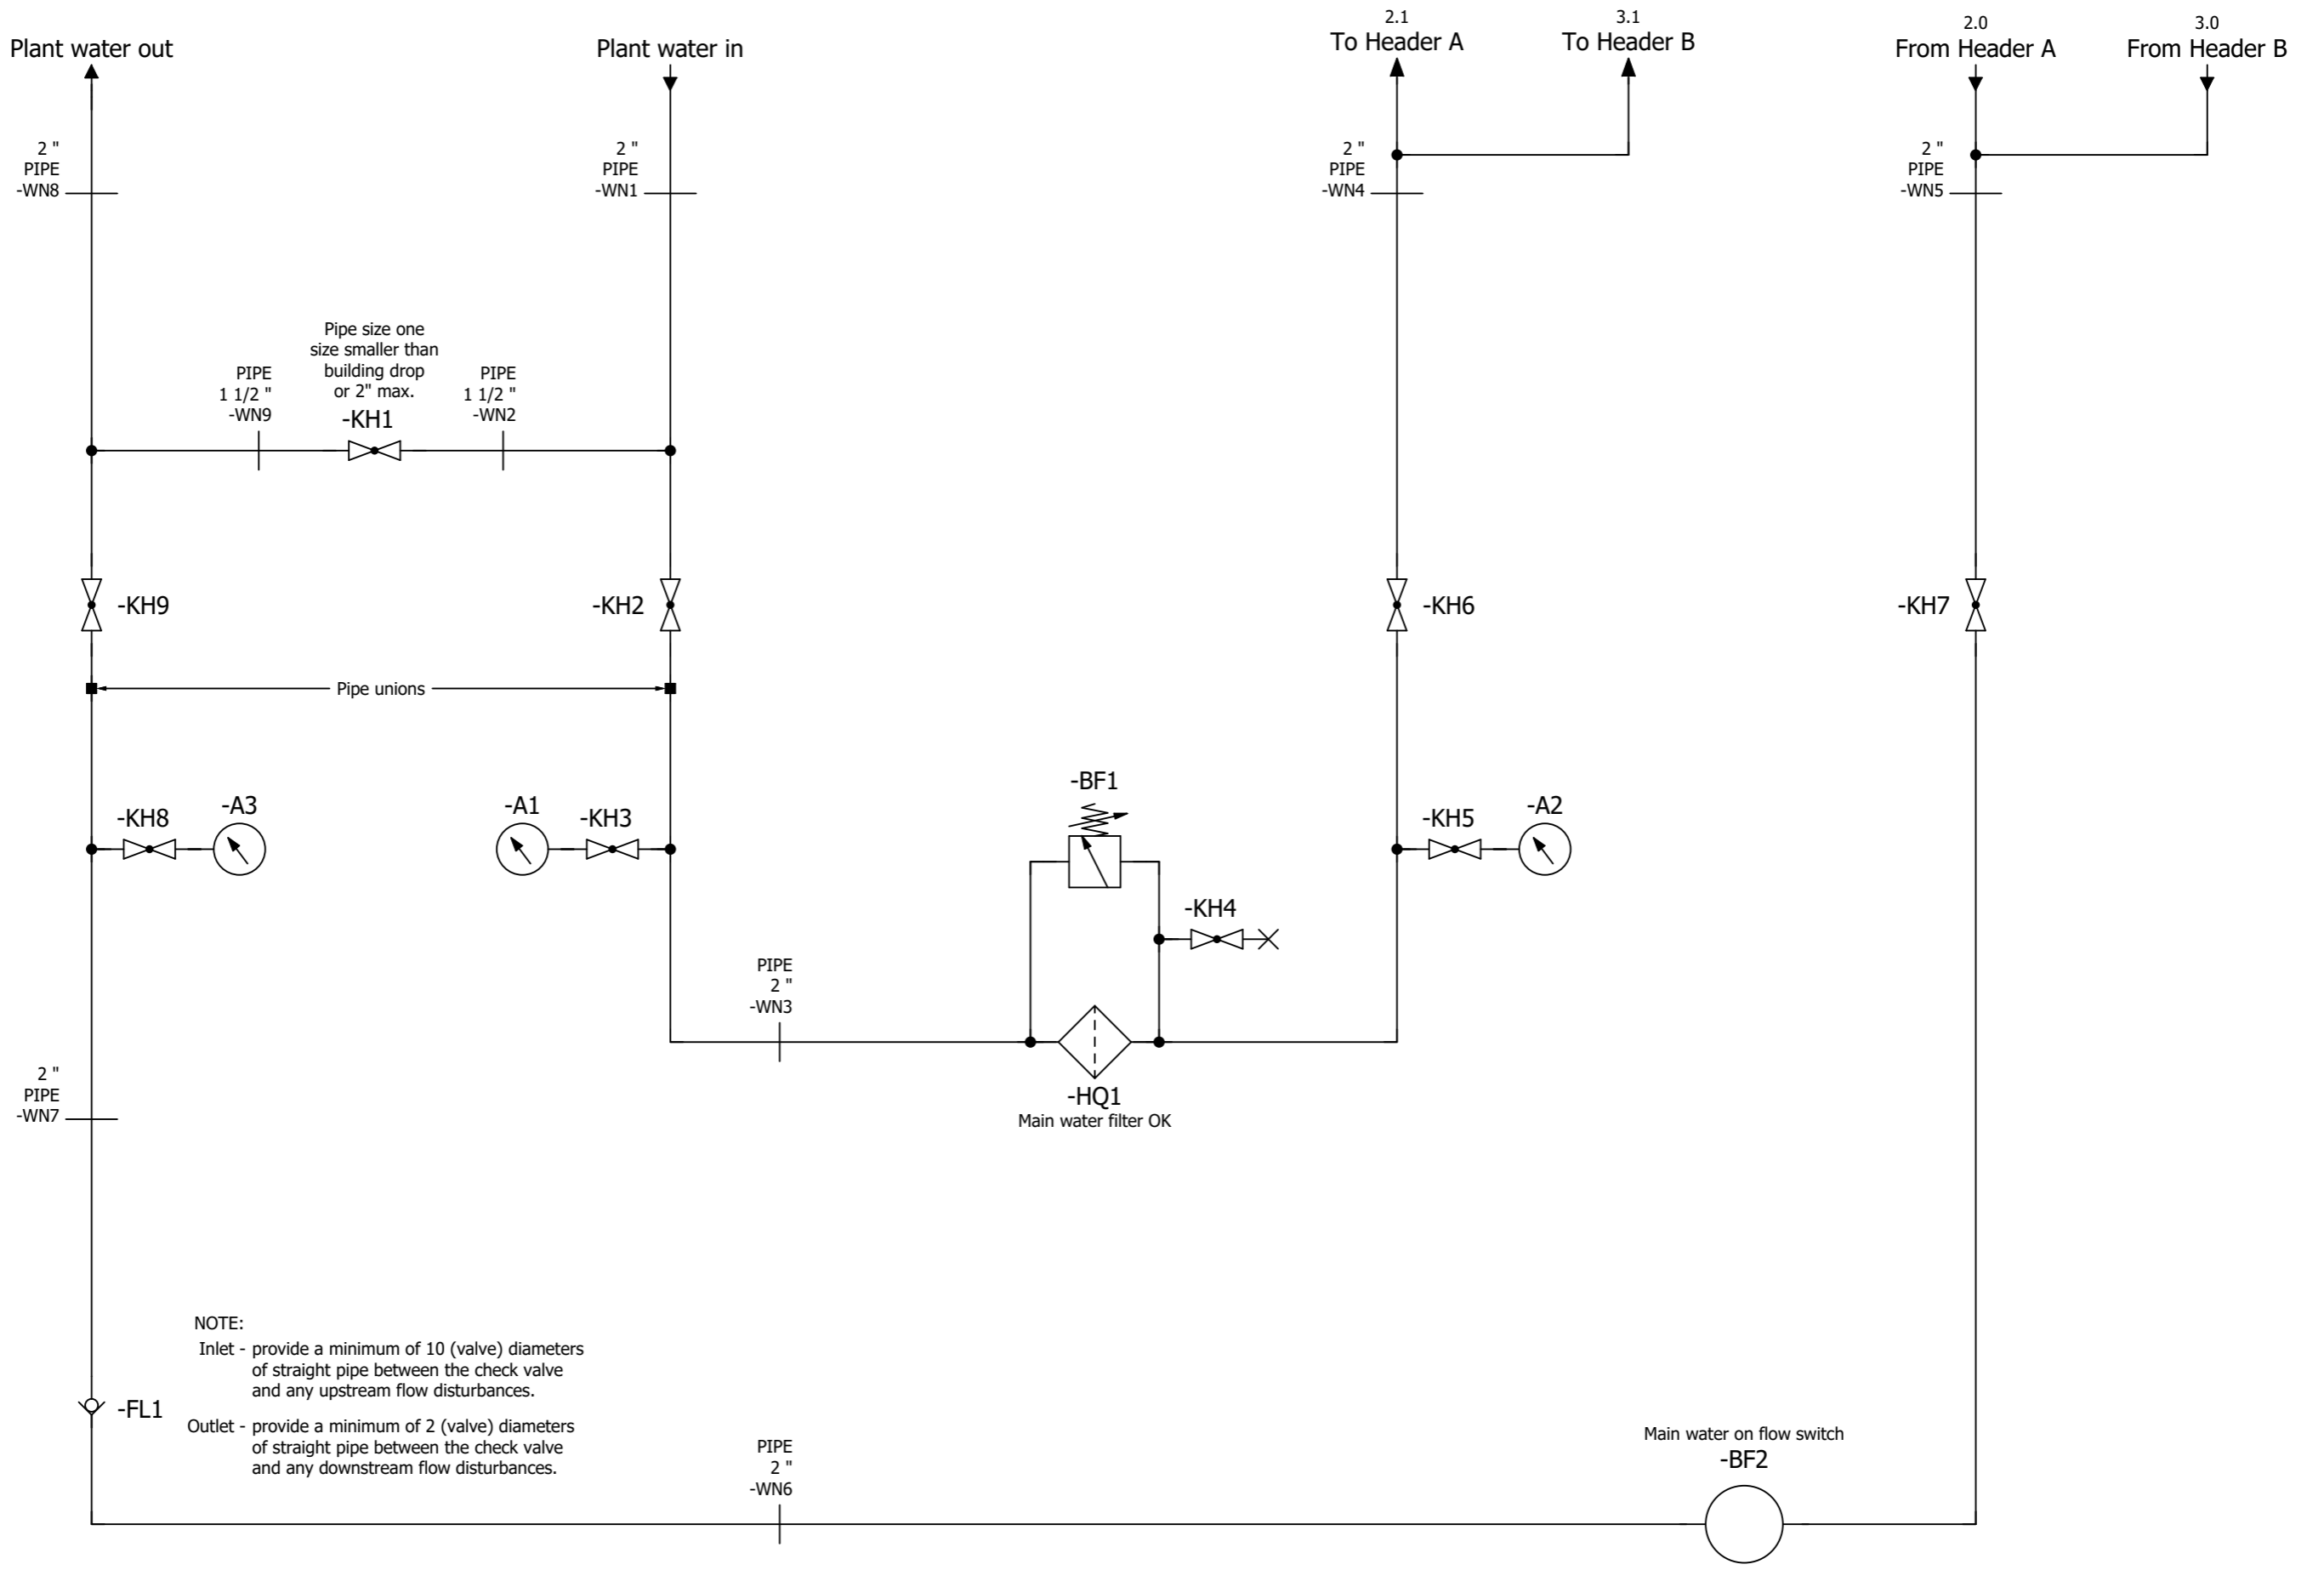 2.1
3.1
2.0
3.0
Plant water out
Plant water in
To Header A
To Header B
From Header A
From Header B
2 "
PIPE
-WN8
2 "
PIPE
-WN1
2 "
PIPE
-WN4
2 "
PIPE
-WN5
Pipe size one
size smaller than
building drop
or 2" max.
-KH1
PIPE
1 1/2 "
-WN9
PIPE
1 1/2 "
-WN2
-KH9
-KH2
-KH6
-KH7
Pipe unions
-BF1
-KH8
-A3
-A1
-KH3
-KH5
-A2
-KH4
PIPE
2 "
-WN3
2 "
PIPE
-WN7
-HQ1
Main water filter OK
NOTE:
Inlet - provide a minimum of 10 (valve) diameters
of straight pipe between the check valve
and any upstream flow disturbances.
-FL1
Outlet - provide a minimum of 2 (valve) diameters
of straight pipe between the check valve
and any downstream flow disturbances.
PIPE
2 "
-WN6
Main water on flow switch
-BF2